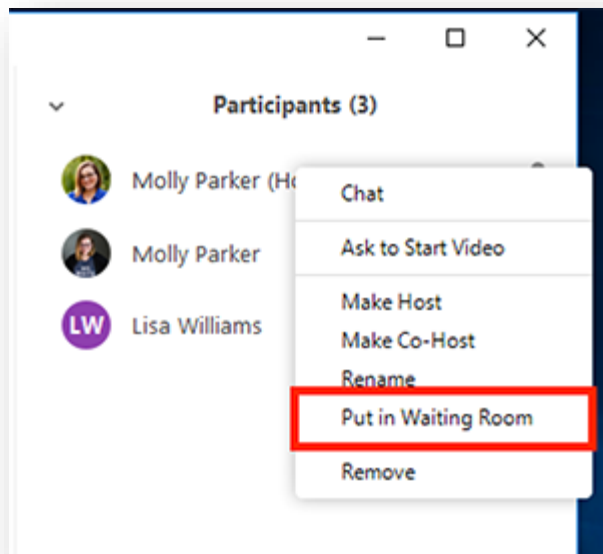 Participants (3)
Molly Parker (Ho
Chat
Molly Parker
Ask to Start Video
Make Host
LW
Lisa Williams
Make Co-Host
Rename
Put in Waiting Room
Remove